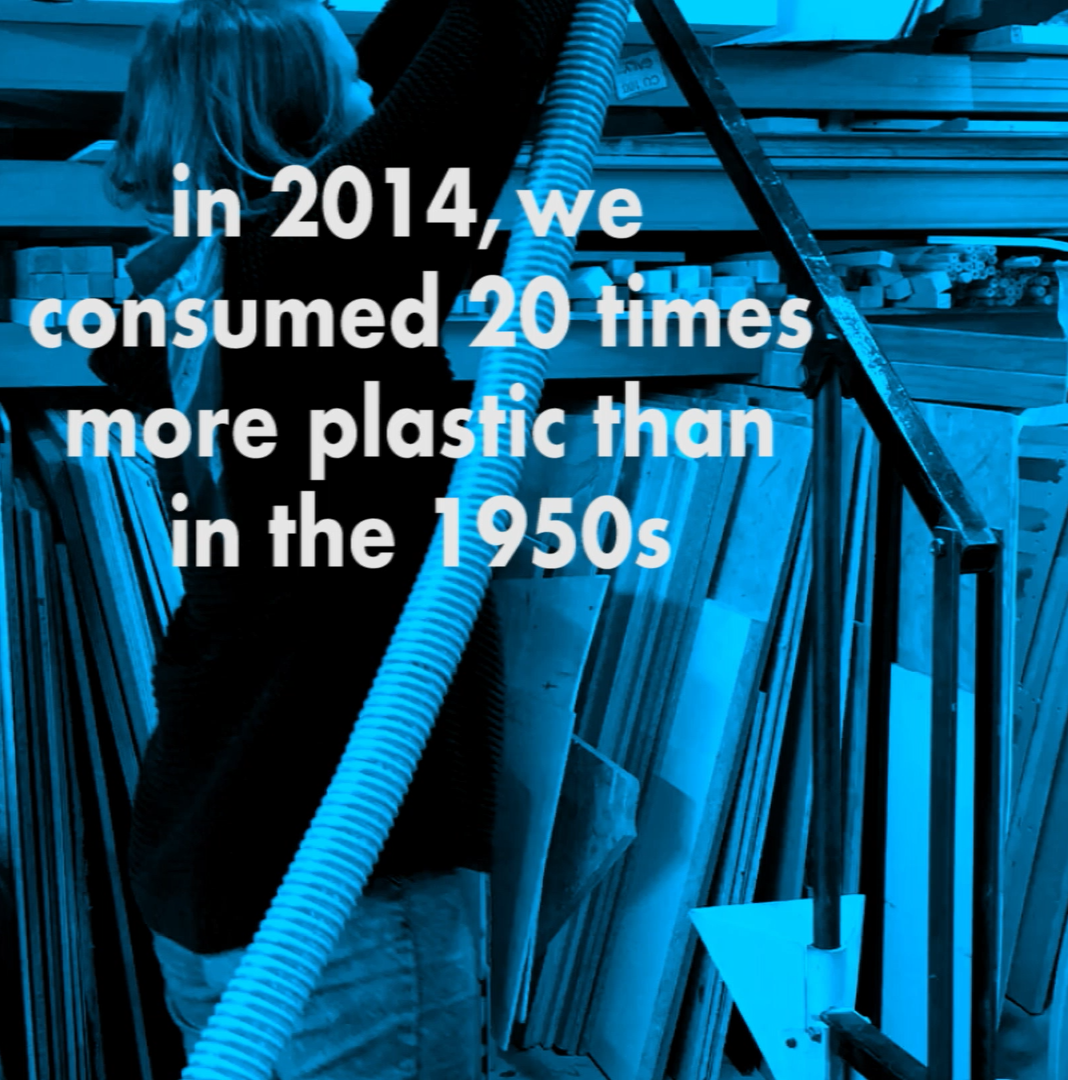 in 2014, we
consumed 20 times
more plastic than
in the 1950s